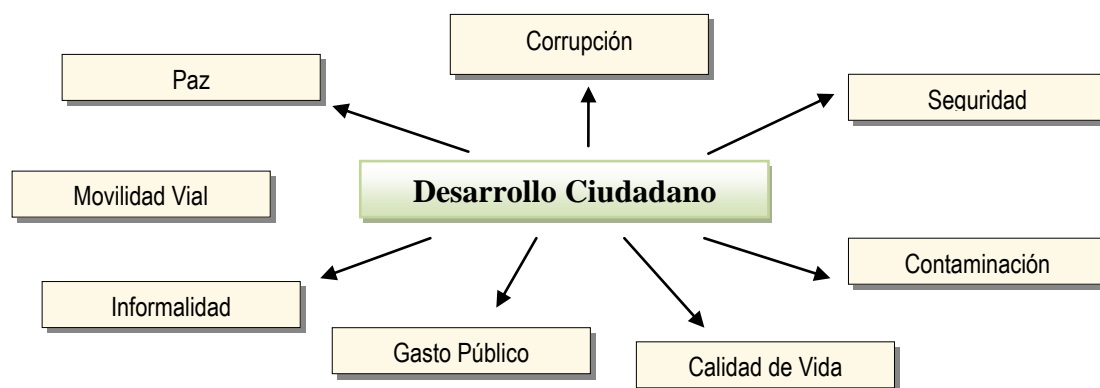 Corrupción
Paz
Seguridad
Desarrollo Ciudadano
Movilidad Vial
Contaminación
Informalidad
Gasto Público
Calidad de Vida